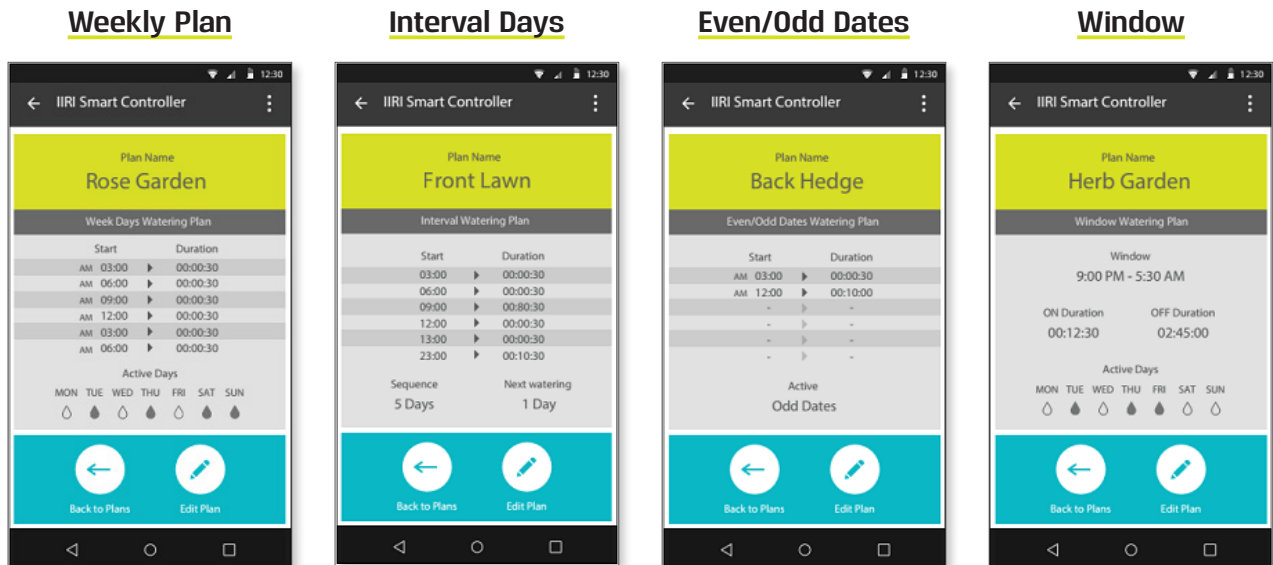 Weekly Plan
12:30
IIRI Smart Controller
Plan Name
Rose Garden
Week Days Watering Plan
Start Duration
AM 03:00 00:00:30
AM 06:00 00:00:30
AM 09:00 00:00:30
AM 12:00 00:00:30
AM 03:00 00:00:30
AM 06:00 00:00:30
Active Days
MON TUE WED THU FRI SAT SUN
Back to Plans Edit Plan
Interval Days
12:30
IIRI Smart Controller
Plan Name
Front Lawn
Interval Watering Plan
Start Duration
03:00 00:00:30
06:00 00:00:30
09:00 00:80:30
12:00 00:00:30
13:00 00:00:30
23:00 00:10:30
Sequence Next watering
5 Days 1 Day
Back to Plans Edit Plan
Even/Odd Dates
12:30
IIRI Smart Controller
Plan Name
Back Hedge
Even/Odd Dates Watering Plan
Start Duration
AM 03:00 00:00:30
AM 12:00 00:10:00
- -
- -
- -
- -
Active
Odd Dates
Back to Plans Edit Plan
Window
12:30
IIRI Smart Controller
Plan Name
Herb Garden
Window Watering Plan
Window
9:00 PM - 5:30 AM
ON Duration OFF Duration
00:12:30 02:45:00
Active Days
MON TUE WED THU FRI SAT SUN
Back to Plans Edit Plan